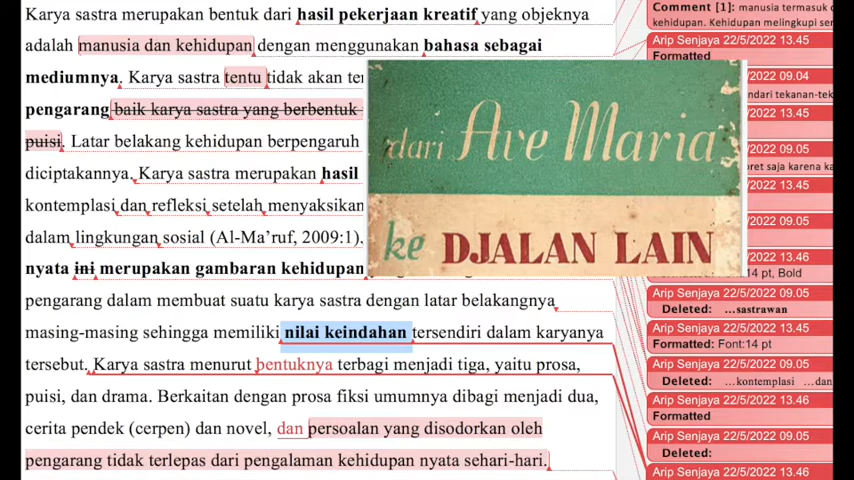 Karya sastra merupakan bentuk dari hasil pekerjaan kreatif yang objeknya
adalah manusia dan kehidupan dengan menggunakan bahasa sebagai
mediumnya. Karya sastra tentu tidak akan
pengarang baik karya sastra yang berbentuk
puisi. Latar belakang kehidupan berpengaruh
diciptakannya. Karya sastra merupakan hasil
kontemplasi dan refleksi setelah menyaksikan
dalam lingkungan sosial (Al-Ma'ruf, 2009:1).
nyata ini merupakan gambaran kehidupan
pengarang dalam membuat suatu karya sastra dengan latar belakangnya
masing-masing sehingga memiliki nilai keindahan tersendiri dalam karyanya
tersebut. Karya sastra menurut bentuknya terbagi menjadi tiga, yaitu prosa,
puisi, dan drama. Berkaitan dengan prosa fiksi umumnya dibagi menjadi dua,
cerita pendek (cerpen) dan novel, dan persoalan yang disodorkan oleh
pengarang tidak terlepas dari pengalaman kehidupan nyata sehari-hari.
dari Ave Maria
ke DJALAN LAIN
Comment [1]: manusia termasuk
kehidupan. Kehidupan melingkupi
Arip Senjaya 22/5/2022 13.45
Formatted
/2022 09.04
/2022 13.45
saja karena
/2022 13.45
/2022 09.05
/2022 13.46
14 pt, Bold
Arip Senjaya 22/5/2022 09.05
Deleted: ...sastrawan
Arip Senjaya 22/5/2022 13.45
Formatted: Font:14 pt
Arip Senjaya 22/5/2022 09.05
Deleted: ...kontemplasi ...dan
Arip Senjaya 22/5/2022 13.46
Formatted
Arip Senjaya 22/5/2022 09.05
Deleted:
Arip Senjaya 22/5/2022 13.46